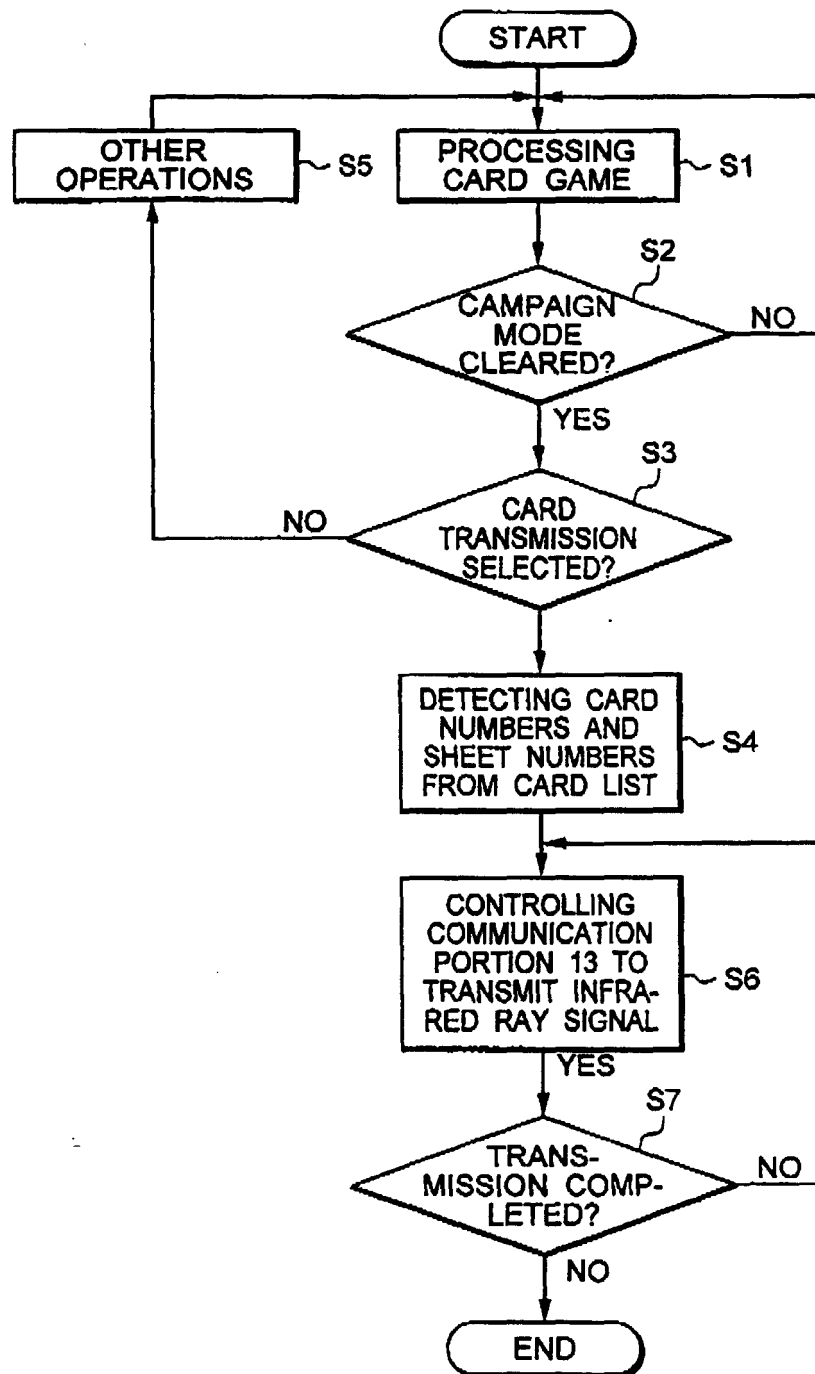 START
OTHER
OPERATIONS
S5
PROCESSING
CARD GAME
S1
S2
CAMPAIGN
MODE
CLEARED?
NO
YES
S3
NO
CARD
TRANSMISSION
SELECTED?
DETECTING CARD
NUMBERS AND
SHEET NUMBERS
FROM CARD LIST
S4
CONTROLLING
COMMUNICATION
PORTION 13 TO
TRANSMIT INFRA-
RED RAY SIGNAL
S6
YES
S7
TRANS-
MISSION COMP-
LETED?
NO
NO
END